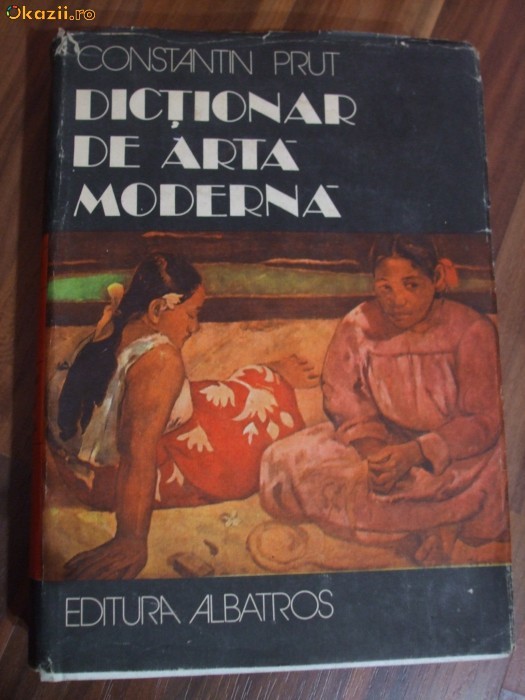 Okazii.ro
CONSTANTIN PRUT
DICȚIONAR
DE ARTĂ
MODERNĂ
EDITURA ALBATROS